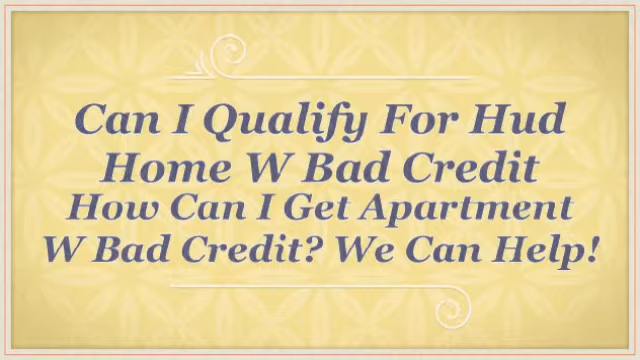 Can I Qualify For Hud
Home W Bad Credit
How Can I Get Apartment
W Bad Credit? We Can Help!